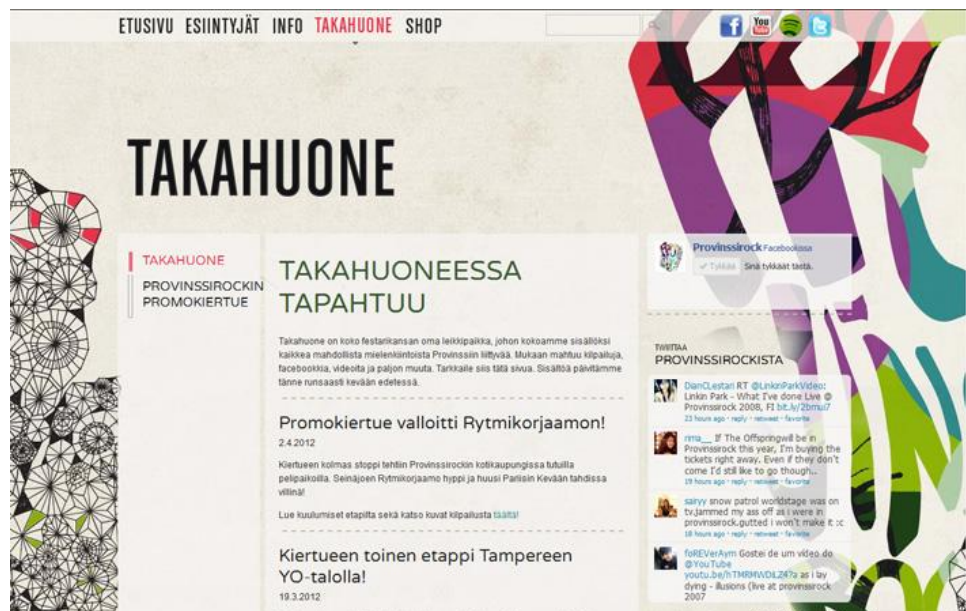 ETUSIVU ESIINTYJÄT INFO TAKAHUONE SHOP
f You Tube
TAKAHUONE
TAKAHUONE
PROVINSSIROCKIN
PROMOKIERTUE
TAKAHUONEESSA
TAPAHTUU
Takahuone on koko festarikansan oma leikkipaikka, johon kokoamme sisällöksi
kaikkea mahdollista mielenkiintoista Provinssiin liittyvää. Mukaan mahtuu kilpailuja,
facebookkia, videoita ja paljon muuta. Tarkkaile siis tätä sivua. Sisältöä päivitämme
tänne runsaasti kevään edetessä.
Promokiertue valloitti Rytmikorjaamon!
2.4.2012
Kiertueen kolmas stoppi tehtiin Provinssirockin kotikaupungissa tutuilla
pelipaikoilla. Seinäjoen Rytmikorjaamo hyppi ja huusi Pariisin Kevään tahdissa
villinä!
Lue kuulumiset etapilta sekä katso kuvat kilpailusta täältä!
Kiertueen toinen etappi Tampereen
YO-talolla!
19.3.2012
Provinssirock Facebookissa
Tykkää Sinä tykkäät tästä.
TWIITTAA
PROVINSSIROCKISTA
DianCLestari RT @LinkinParkVideo:
Linkin Park - What I've done Live @
Provinssirock 2008, FI bit.ly/2bmui7
23 hours ago · reply · retweet · favorite
rima__ If The Offspringwill be in
Provinssirock this year, I'm buying the
tickets right away. Even if they don't
come I'd still like to go though..
19 hours ago · reply · retweet · favorite
sairyy snow patrol worldstage was on
tv.jammed my ass off as i were in
provinssirock.gutted i won't make it :c
18 hours ago · reply · retweet · favorite
foREVerAym Gostei de um vídeo do
@YouTube
youtu.be/hTMRMWDiLZ4?a as i lay
dying - illusions (live at provinssirock
2007